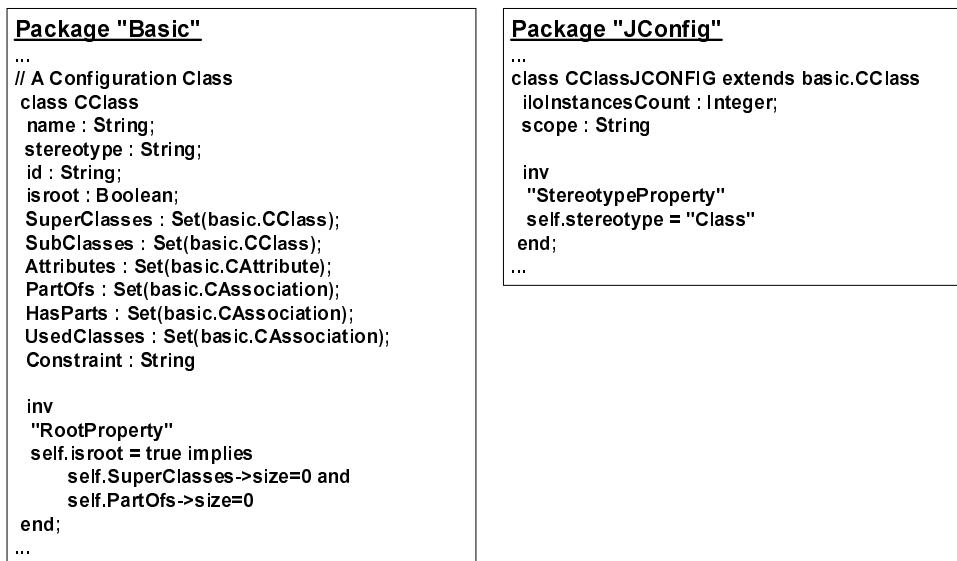 Package "Basic"
...
// A Configuration Class
class CClass
name : String;
stereotype : String;
id : String;
isroot : Boolean;
SuperClasses : Set(basic.CClass);
SubClasses : Set(basic.CClass);
Attributes : Set(basic.CAttribute);
PartOfs : Set(basic.CAssociation);
HasParts : Set(basic.CAssociation);
UsedClasses : Set(basic.CAssociation);
Constraint : String
inv
"RootProperty"
self.isroot = true implies
self.SuperClasses->size=0 and
self.PartOfs->size=0
end;
...
Package "JConfig"
...
class CClassJCONFIG extends basic.CClass
iloInstancesCount : Integer;
scope : String
inv
"StereotypeProperty"
self.stereotype = "Class"
end;
...